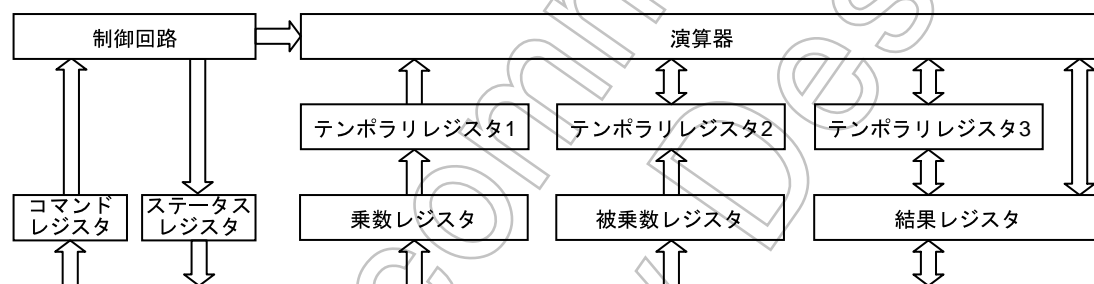 制御回路
演算器
テンポラリレジスタ1
テンポラリレジスタ2
テンポラリレジスタ3
コマンド
レジスタ
ステータス
レジスタ
乗数レジスタ
被乗数レジスタ
結果レジスタ